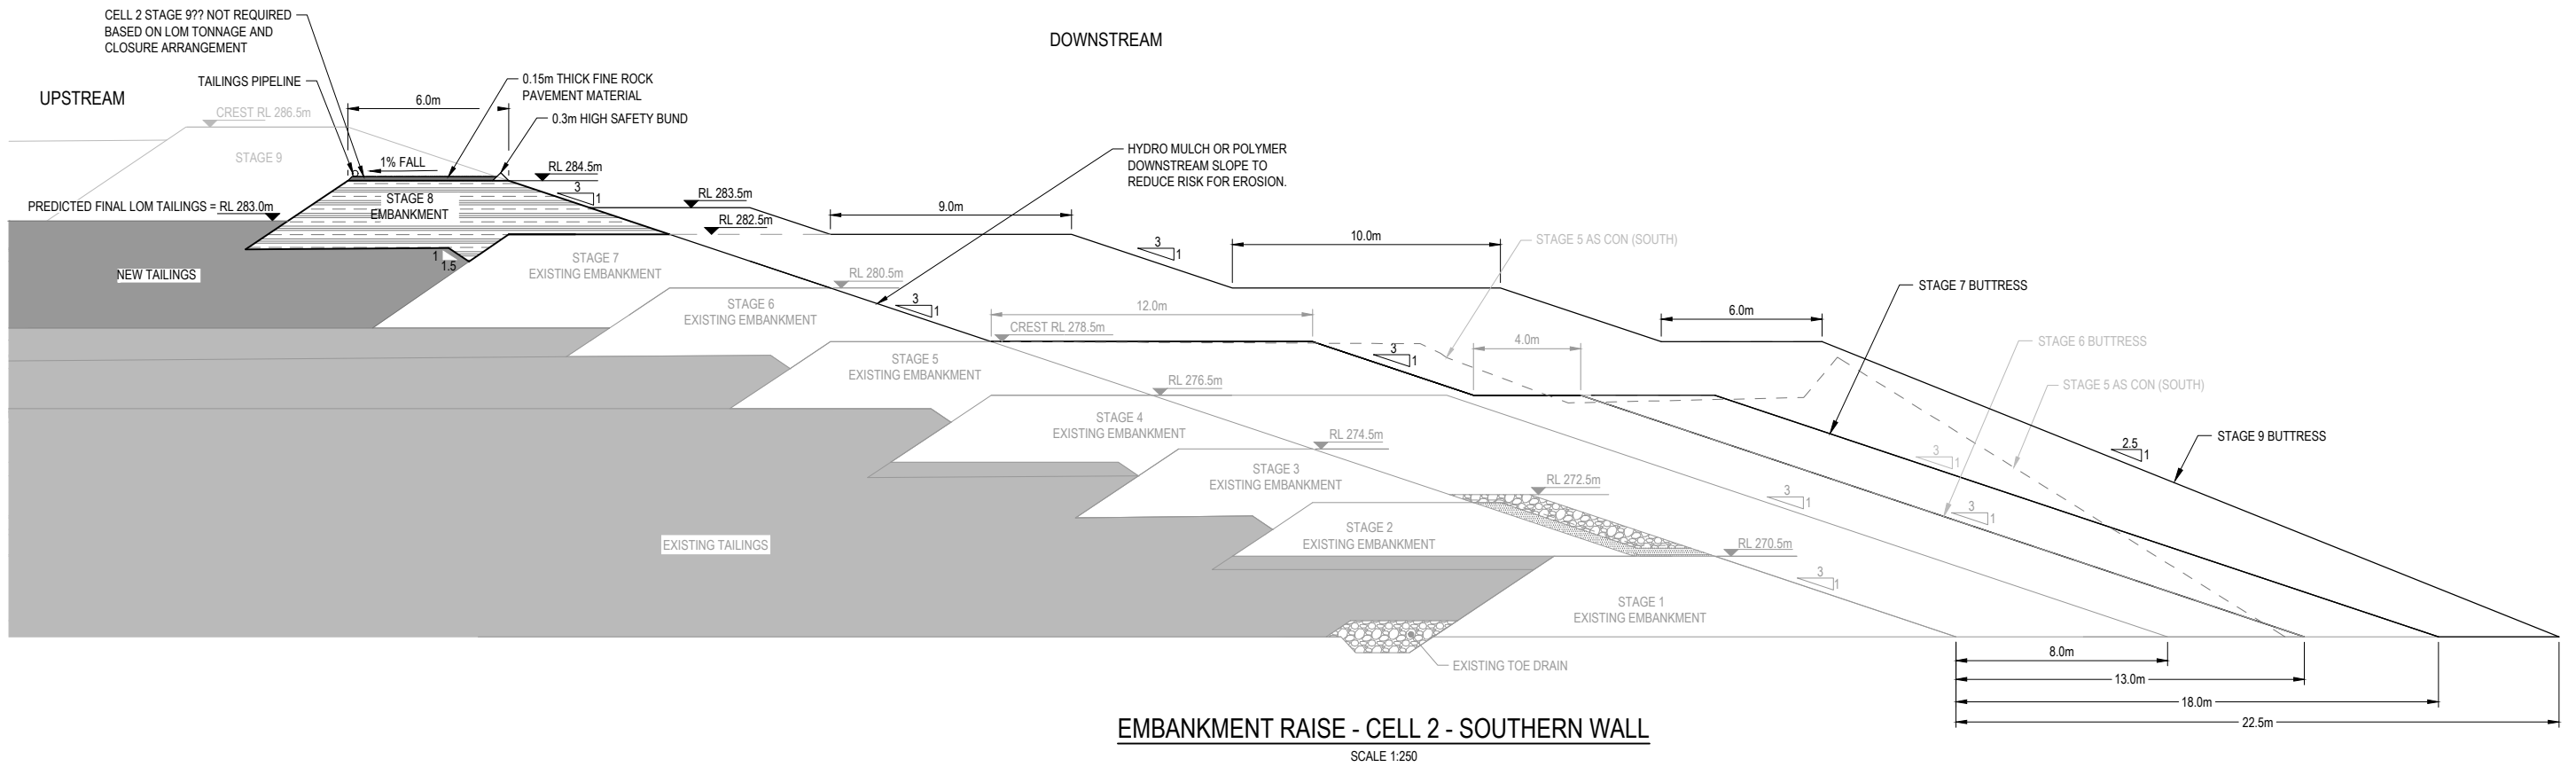 CELL 2 STAGE 9?? NOT REQUIRED
BASED ON LOM TONNAGE AND
CLOSURE ARRANGEMENT
DOWNSTREAM
TAILINGS PIPELINE
0.15m THICK FINE ROCK
PAVEMENT MATERIAL
UPSTREAM
6.0m
CREST RL 286.5m
0.3m HIGH SAFETY BUND
STAGE 9
1% FALL
RL 284.5m
HYDRO MULCH OR POLYMER
DOWNSTREAM SLOPE TO
REDUCE RISK FOR EROSION.
3
1
STAGE 8
EMBANKMENT
RL 283.5m
PREDICTED FINAL LOM TAILINGS = RL 283.0m
RL 282.5m
9.0m
3
1
10.0m
STAGE 5 AS CON (SOUTH)
1
1.5
NEW TAILINGS
STAGE 7
EXISTING EMBANKMENT
RL 280.5m
STAGE 7 BUTTRESS
STAGE 6
EXISTING EMBANKMENT
3
1
12.0m
6.0m
CREST RL 278.5m
4.0m
STAGE 6 BUTTRESS
STAGE 5
EXISTING EMBANKMENT
3
1
RL 276.5m
STAGE 5 AS CON (SOUTH)
STAGE 4
EXISTING EMBANKMENT
RL 274.5m
STAGE 9 BUTTRESS
2.5
1
3
1
STAGE 3
EXISTING EMBANKMENT
RL 272.5m
3
1
3
1
STAGE 2
EXISTING EMBANKMENT
EXISTING TAILINGS
RL 270.5m
3
1
STAGE 1
EXISTING EMBANKMENT
EXISTING TOE DRAIN
8.0m
13.0m
18.0m
22.5m
EMBANKMENT RAISE - CELL 2 - SOUTHERN WALL
SCALE 1:250